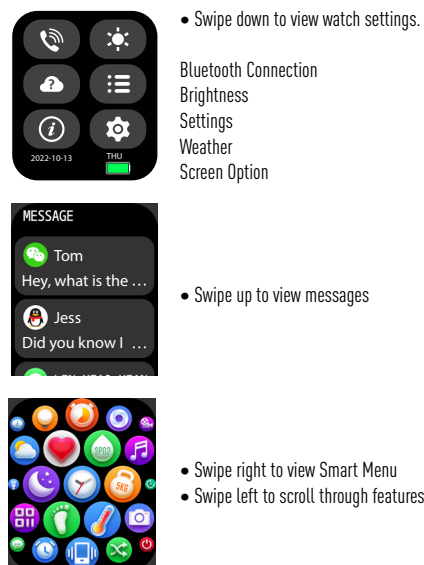 • Swipe down to view watch settings.
Bluetooth Connection
Brightness
Settings
Weather
Screen Option
?
i
2022-10-13
THU
MESSAGE
Tom
Hey, what is the ...
Jess
Did you know I ...
• Swipe up to view messages
SPO2
5KG
• Swipe right to view Smart Menu
• Swipe left to scroll through features